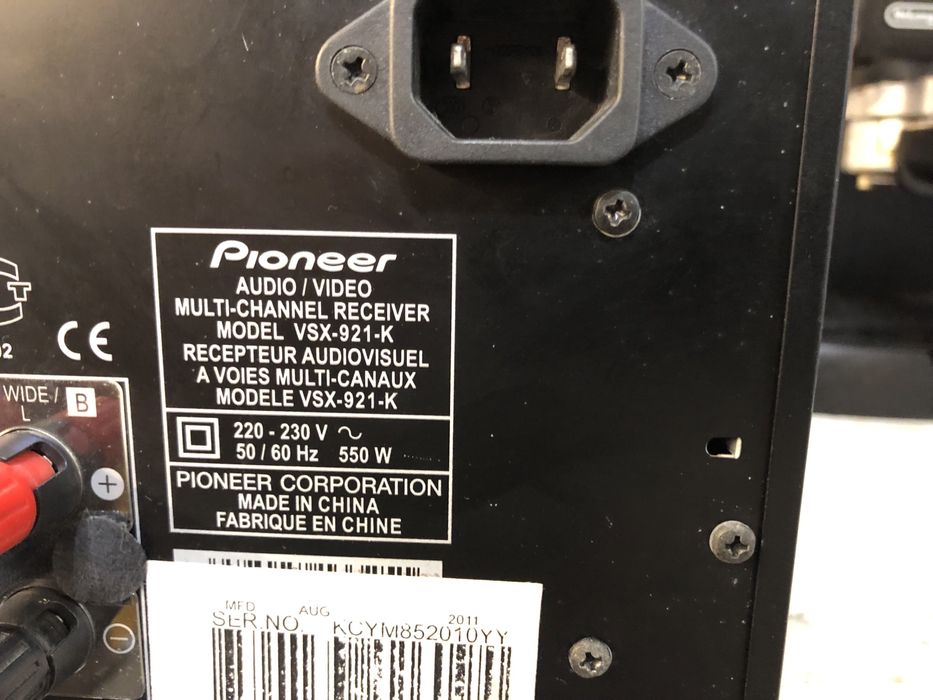 Pioneer
AUDIO / VIDEO
MULTI-CHANNEL RECEIVER
MODEL VSX-921-K
RECEPTEUR AUDIOVISUEL
A VOIES MULTI-CANAUX
MODELE VSX-921-K
220 - 230 V ~
50 / 60 Hz 550 W
PIONEER CORPORATION
MADE IN CHINA
FABRIQUE EN CHINE
T
02
CE
WIDE / B
L
+
−
MFD AUG 2011
SER.NO. KCYM852010YY